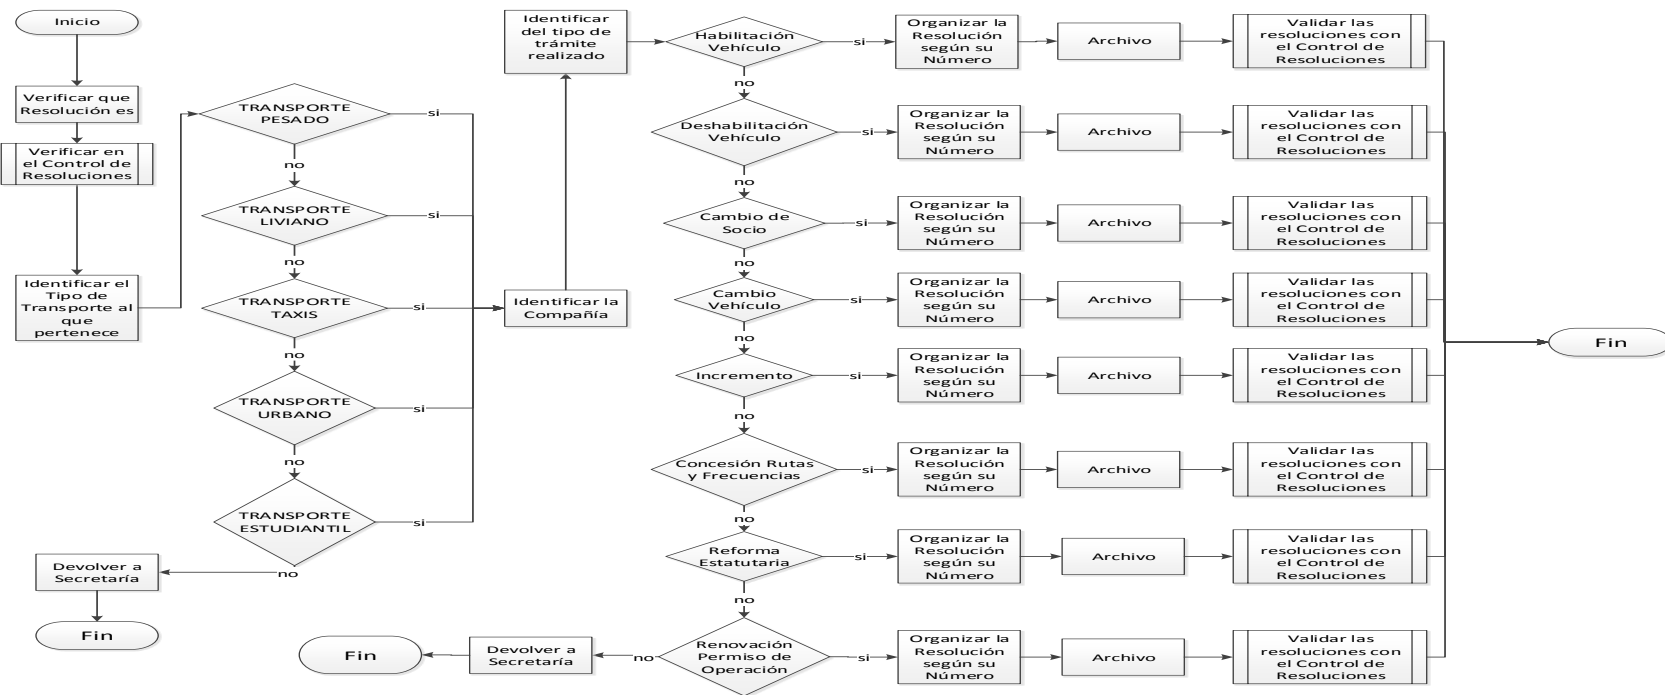 Inicio
Verificar que
Resolución es
Verificar en
el Control de
Resoluciones
Identificar el
Tipo de
Transporte al
que
pertenece
TRANSPORTE
PESADO
si
no
TRANSPORTE
LIVIANO
si
no
TRANSPORTE
TAXIS
si
no
TRANSPORTE
URBANO
si
no
TRANSPORTE
ESTUDIANTIL
si
no
Devolver a
Secretaría
Fin
Identificar la
Compañía
Identificar
del tipo de
trámite
realizado
Habilitación
Vehículo
si
Organizar la
Resolución
según su
Número
Archivo
Validar las
resoluciones con
el Control de
Resoluciones
no
Deshabilitación
Vehículo
si
Organizar la
Resolución
según su
Número
Archivo
Validar las
resoluciones con
el Control de
Resoluciones
no
Cambio de
Socio
si
Organizar la
Resolución
según su
Número
Archivo
Validar las
resoluciones con
el Control de
Resoluciones
no
Cambio
Vehículo
si
Organizar la
Resolución
según su
Número
Archivo
Validar las
resoluciones con
el Control de
Resoluciones
no
Incremento
si
Organizar la
Resolución
según su
Número
Archivo
Validar las
resoluciones con
el Control de
Resoluciones
no
Concesión Rutas
y Frecuencias
si
Organizar la
Resolución
según su
Número
Archivo
Validar las
resoluciones con
el Control de
Resoluciones
no
Reforma
Estatutaria
si
Organizar la
Resolución
según su
Número
Archivo
Validar las
resoluciones con
el Control de
Resoluciones
no
Renovación
Permiso de
Operación
si
Organizar la
Resolución
según su
Número
Archivo
Validar las
resoluciones con
el Control de
Resoluciones
no
Devolver a
Secretaría
Fin
Fin